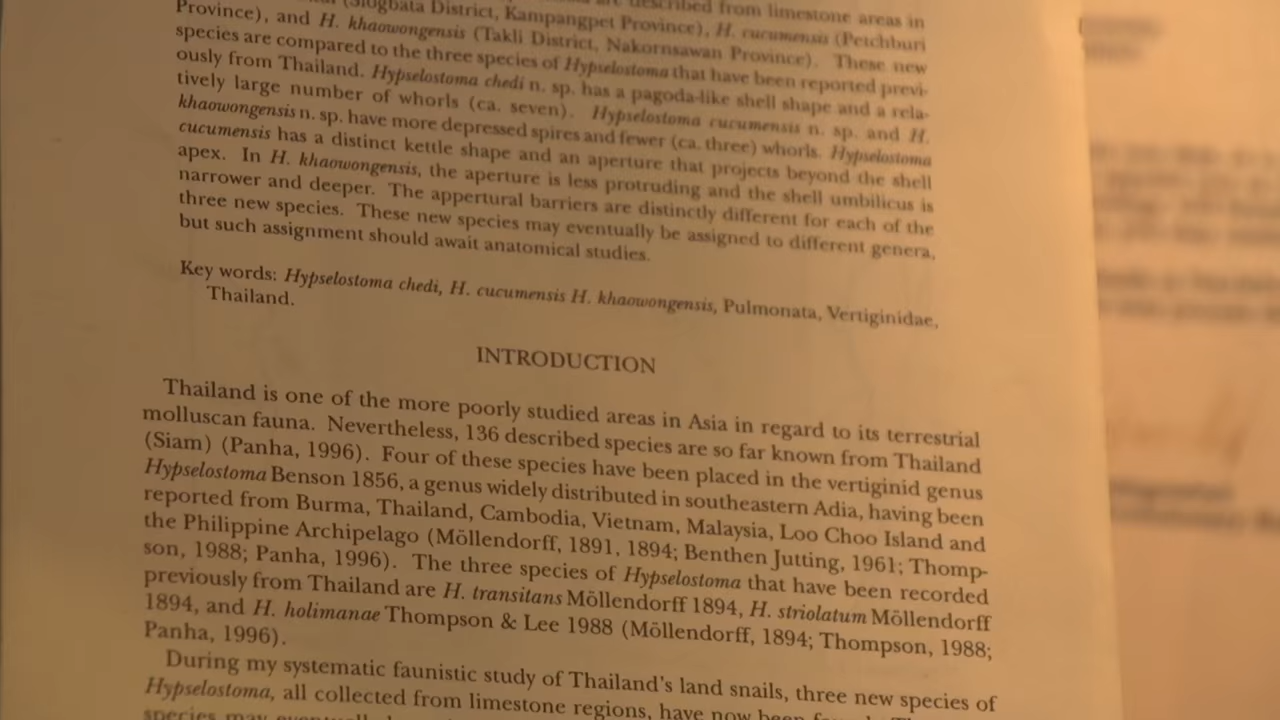 described from limestone areas in
District, Kampangpet Province), H. cucumensis (Petchburi
Province), and H. khaowongensis (Takli District, Nakornsawan Province). These new
species are compared to the three species of Hypselostoma that have been reported previ-
ously from Thailand. Hypselostoma chedi n. sp. has a pagoda-like shell shape and a rela-
tively large number of whorls (ca. seven). Hypselostoma cucumensis n. sp. and H.
khaowongensis n. sp. have more depressed spires and fewer (ca. three) whorls. Hypselostoma
cucumensis has a distinct kettle shape and an aperture that projects beyond the shell
apex. In H. khaowongensis, the aperture is less protruding and the shell umbilicus is
narrower and deeper. The appertural barriers are distinctly different for each of the
three new species. These new species may eventually be assigned to different genera,
but such assignment should await anatomical studies.
Key words: Hypselostoma chedi, H. cucumensis H. khaowongensis, Pulmonata, Vertiginidae,
Thailand.
INTRODUCTION
Thailand is one of the more poorly studied areas in Asia in regard to its terrestrial
molluscan fauna. Nevertheless, 136 described species are so far known from Thailand
(Siam) (Panha, 1996). Four of these species have been placed in the vertiginid genus
Hypselostoma Benson 1856, a genus widely distributed in southeastern Adia, having been
reported from Burma, Thailand, Cambodia, Vietnam, Malaysia, Loo Choo Island and
the Philippine Archipelago (Möllendorff, 1891, 1894; Benthen Jutting, 1961; Thomp-
son, 1988; Panha, 1996). The three species of Hypselostoma that have been recorded
previously from Thailand are H. transitans Möllendorff 1894, H. striolatum Möllendorff
1894, and H. holimanae Thompson & Lee 1988 (Möllendorff, 1894; Thompson, 1988;
Panha, 1996).
During my systematic faunistic study of Thailand's land snails, three new species of
Hypselostoma, all collected from limestone regions, have now been
species may